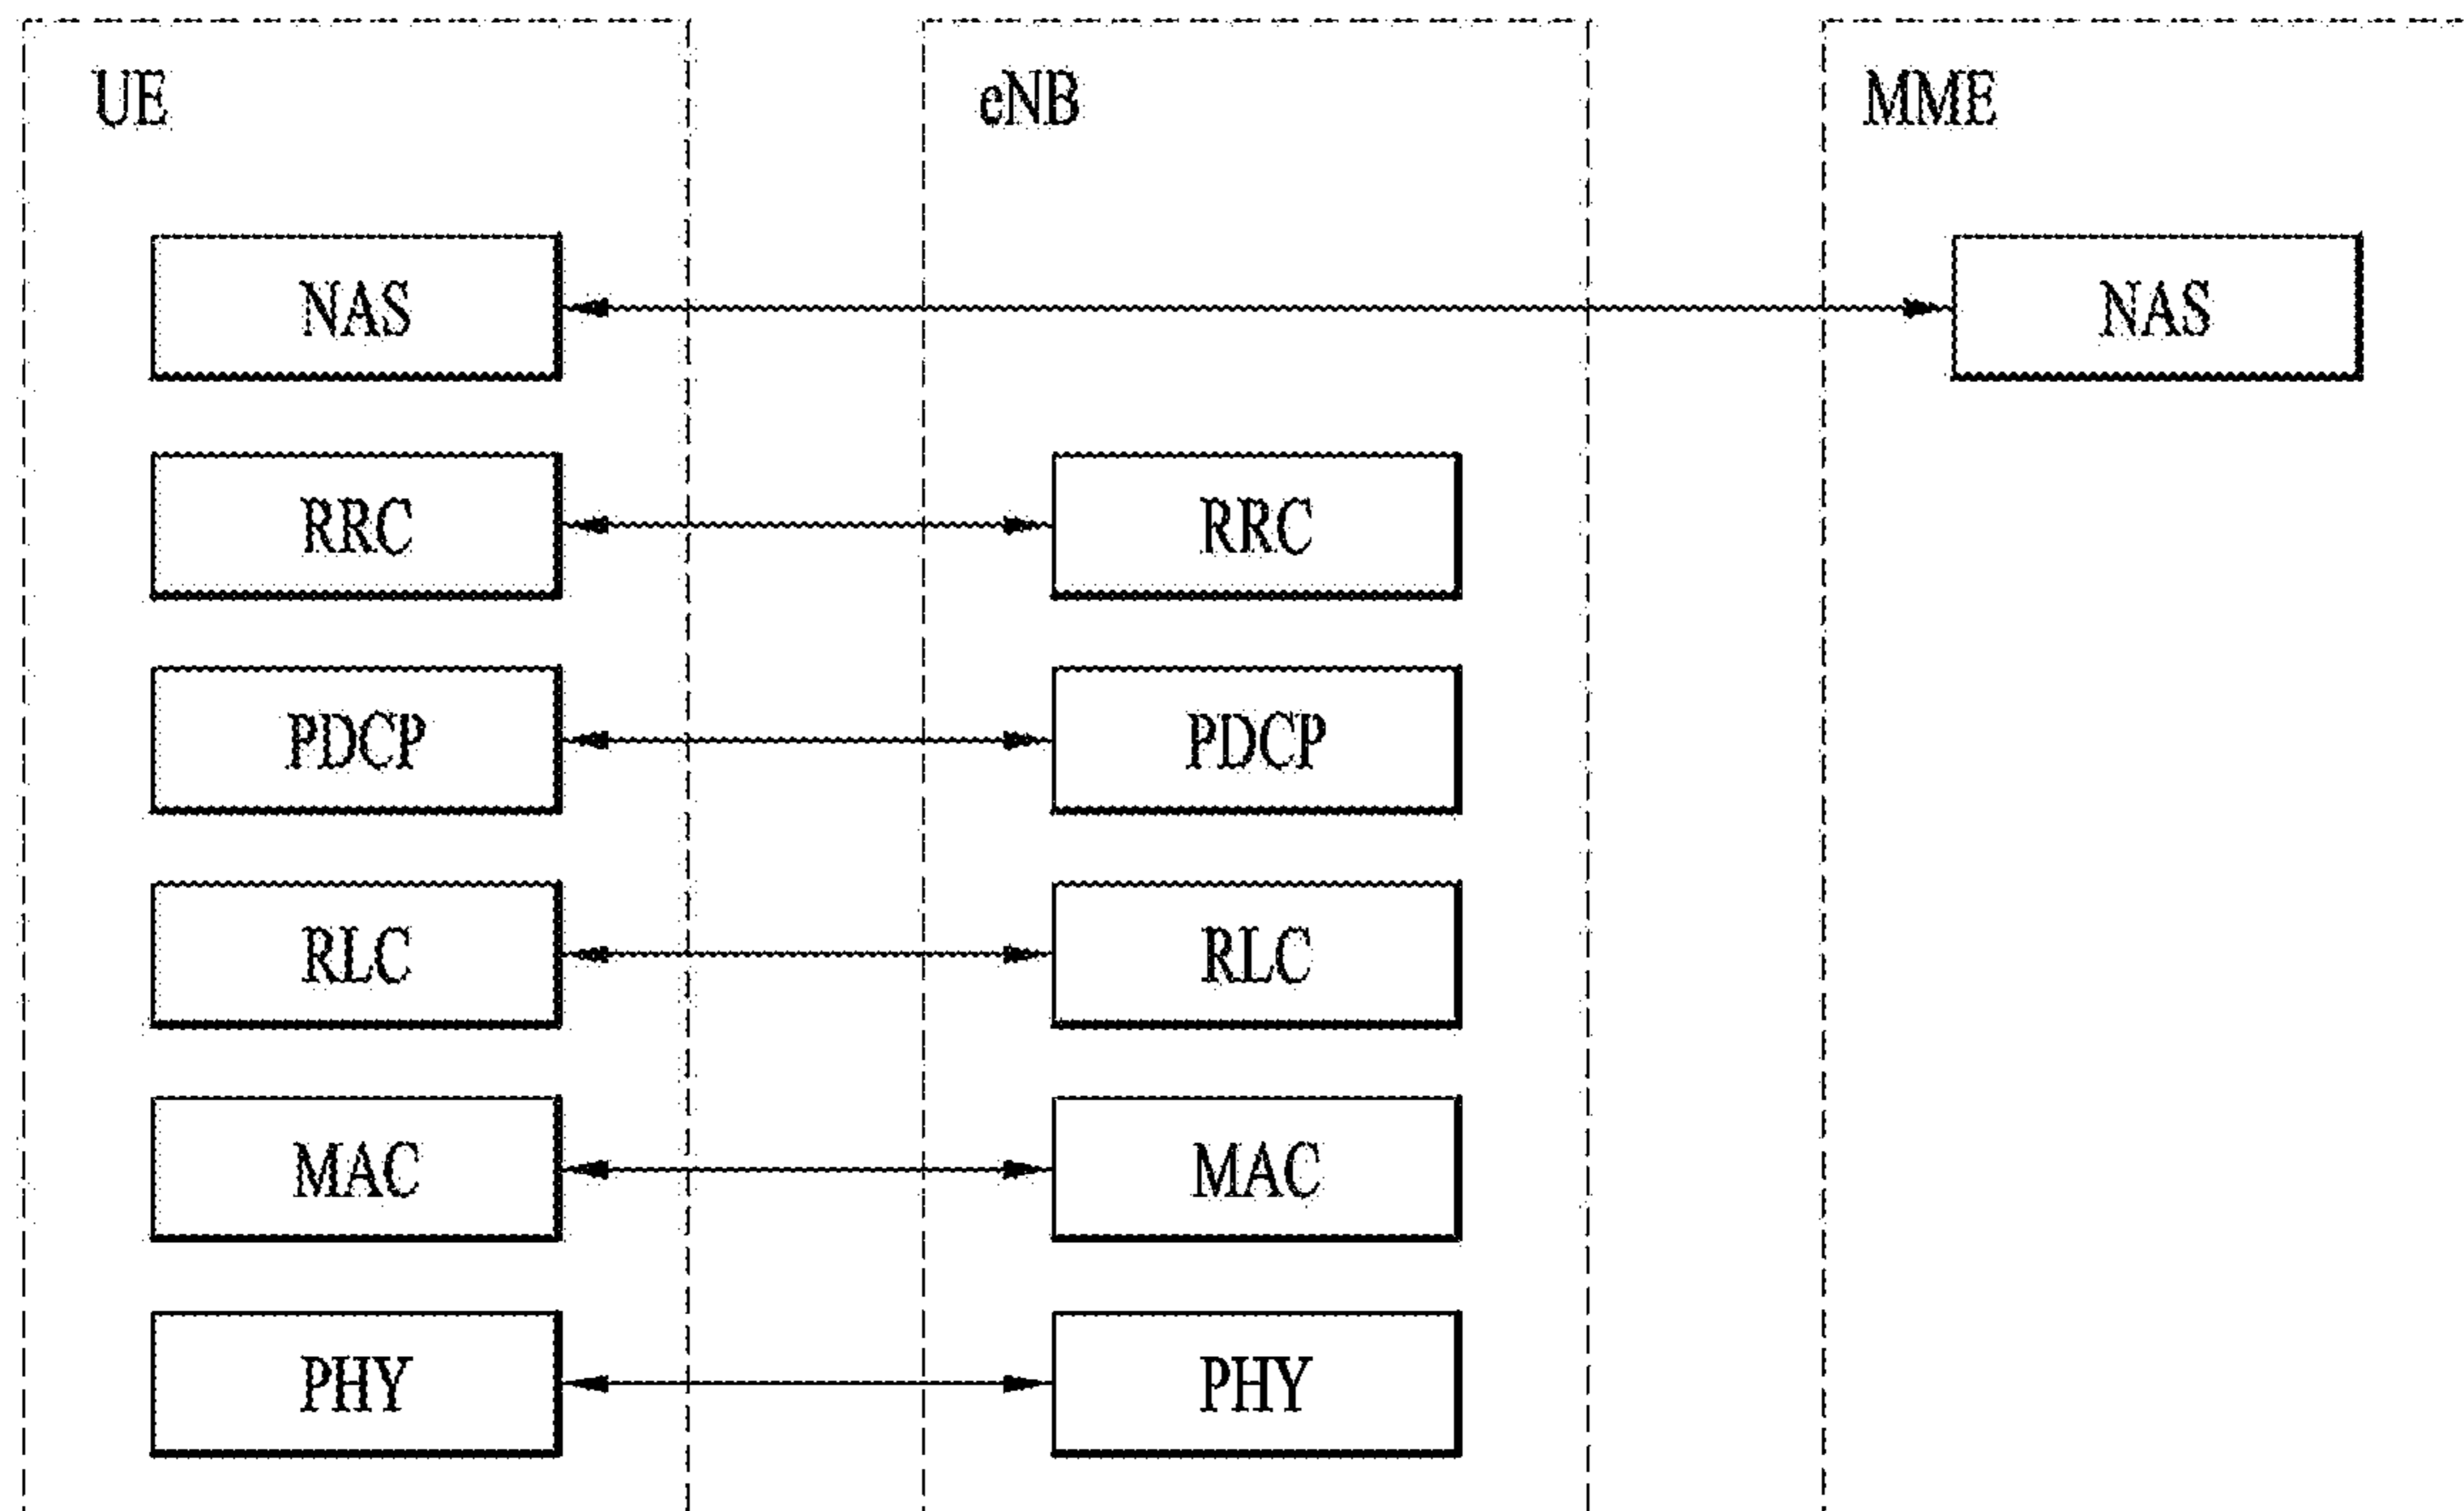 UE eNB MME
NAS NAS
RRC RRC
PDCP PDCP
RLC RLC
MAC MAC
PHY PHY